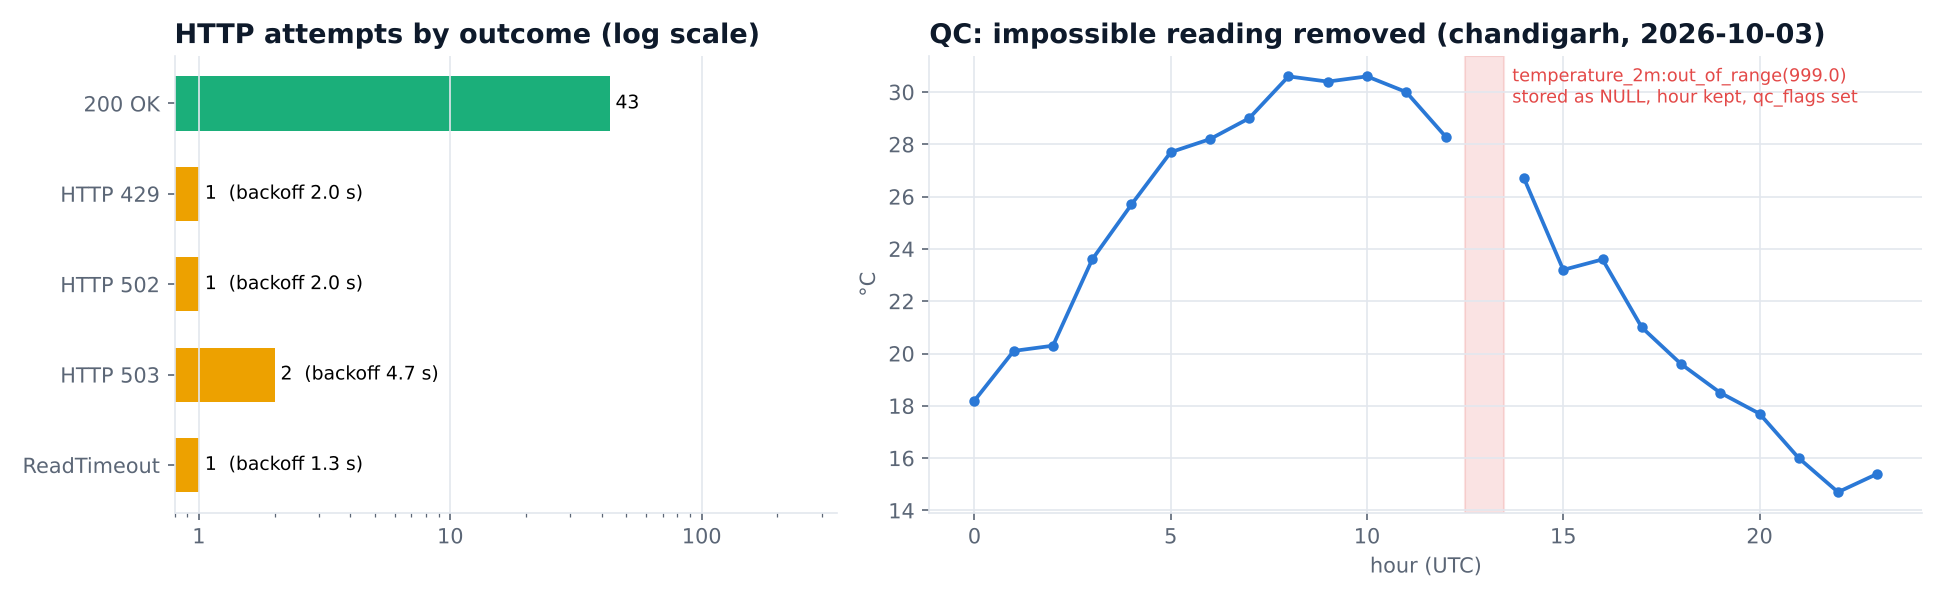 HTTP attempts by outcome (log scale)
200 OK
43
HTTP 429
1 (backoff 2.0 s)
HTTP 502
1 (backoff 2.0 s)
HTTP 503
2 (backoff 4.7 s)
ReadTimeout
1 (backoff 1.3 s)
1 10 100
QC: impossible reading removed (chandigarh, 2026-10-03)
temperature_2m:out_of_range(999.0)
stored as NULL, hour kept, qc_flags set
°C
30
28
26
24
22
20
18
16
14
0 5 10 15 20
hour (UTC)